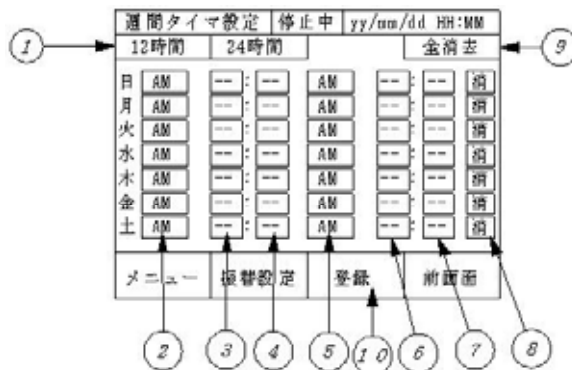 週間タイマ設定 停止中 yy/mm/dd HH:MM
12時間 24時間 全消去
日 AM --:-- AM --:-- 消
月 AM --:-- AM --:-- 消
火 AM --:-- AM --:-- 消
水 AM --:-- AM --:-- 消
木 AM --:-- AM --:-- 消
金 AM --:-- AM --:-- 消
土 AM --:-- AM --:-- 消
メニュー 振替設定 登録 前画面
1
9
2
3
4
5
10
6
7
8